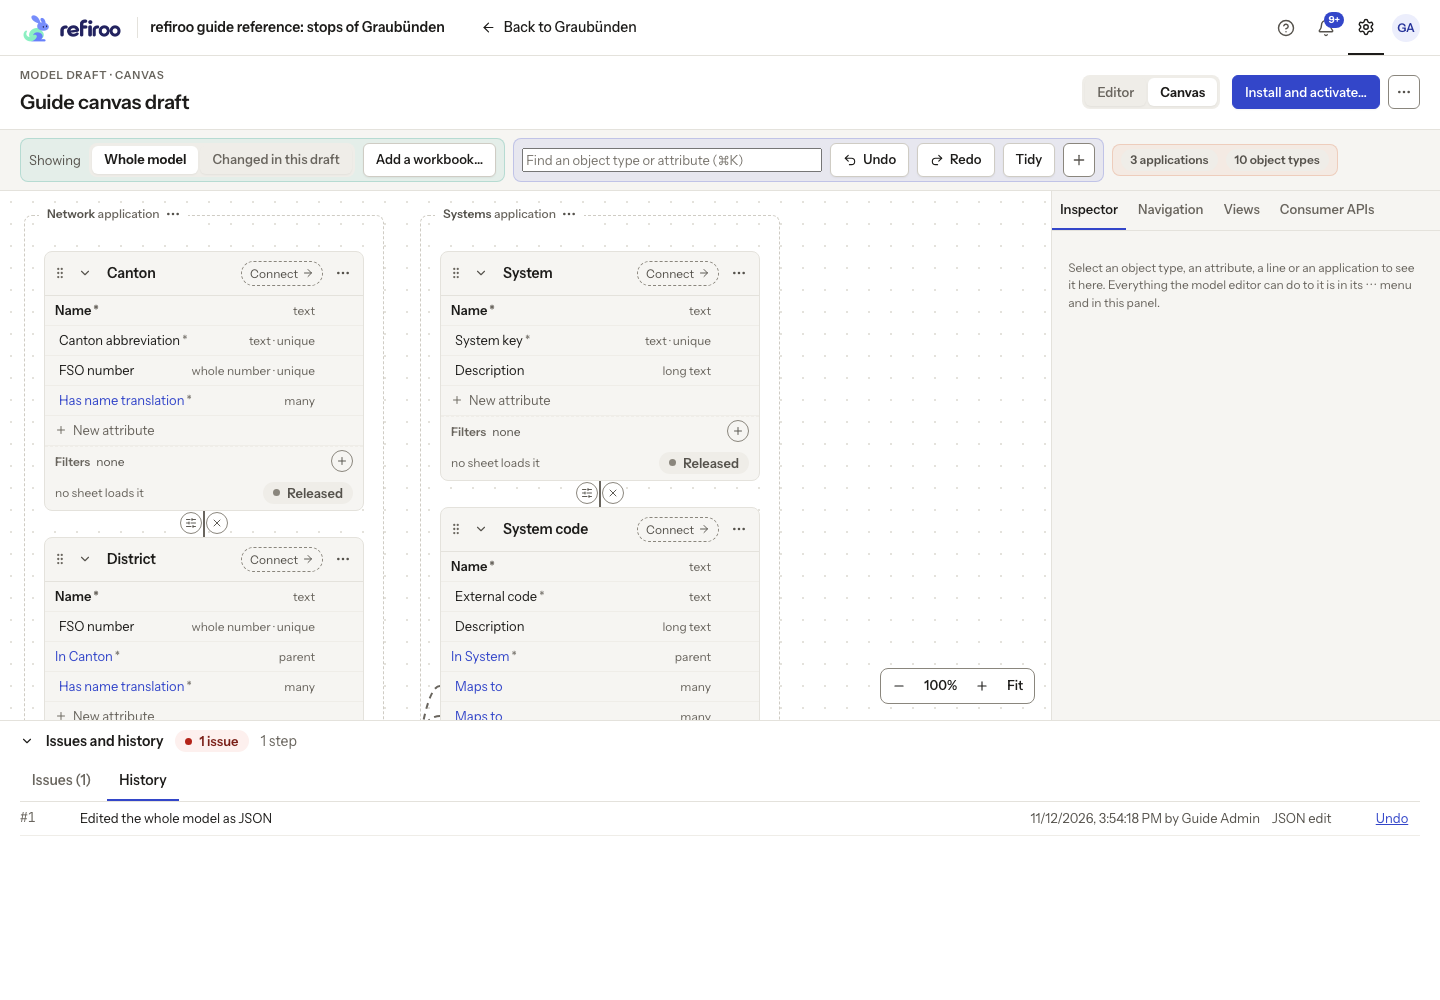 refiroo
refiroo guide reference: stops of Graubünden
← Back to Graubünden
9+
GA
MODEL DRAFT · CANVAS
Guide canvas draft
Editor
Canvas
Install and activate...
Showing
Whole model
Changed in this draft
Add a workbook...
Find an object type or attribute (⌘K)
Undo
Redo
Tidy
3 applications
10 object types
Network application
Canton
Connect →
Name *
text
Canton abbreviation *
text · unique
FSO number
whole number · unique
Has name translation *
many
+ New attribute
Filters none
no sheet loads it
Released
District
Connect →
Name *
text
FSO number
whole number · unique
In Canton *
parent
Has name translation *
many
+ New attribute
Systems application
System
Connect →
Name *
text
System key *
text · unique
Description
long text
+ New attribute
Filters none
no sheet loads it
Released
System code
Connect →
Name *
text
External code *
text
Description
long text
In System *
parent
Maps to
many
Maps to
many
100%
Fit
Inspector
Navigation
Views
Consumer APIs
Select an object type, an attribute, a line or an application to see
it here. Everything the model editor can do to it is in its ··· menu
and in this panel.
Issues and history
1 issue
1 step
Issues (1)
History
#1
Edited the whole model as JSON
11/12/2026, 3:54:18 PM by Guide Admin
JSON edit
Undo